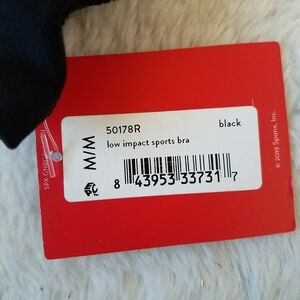 50178R
black
low impact sports bra
M/M
8 43953 33731 7
© 2019 Spanx, Inc.